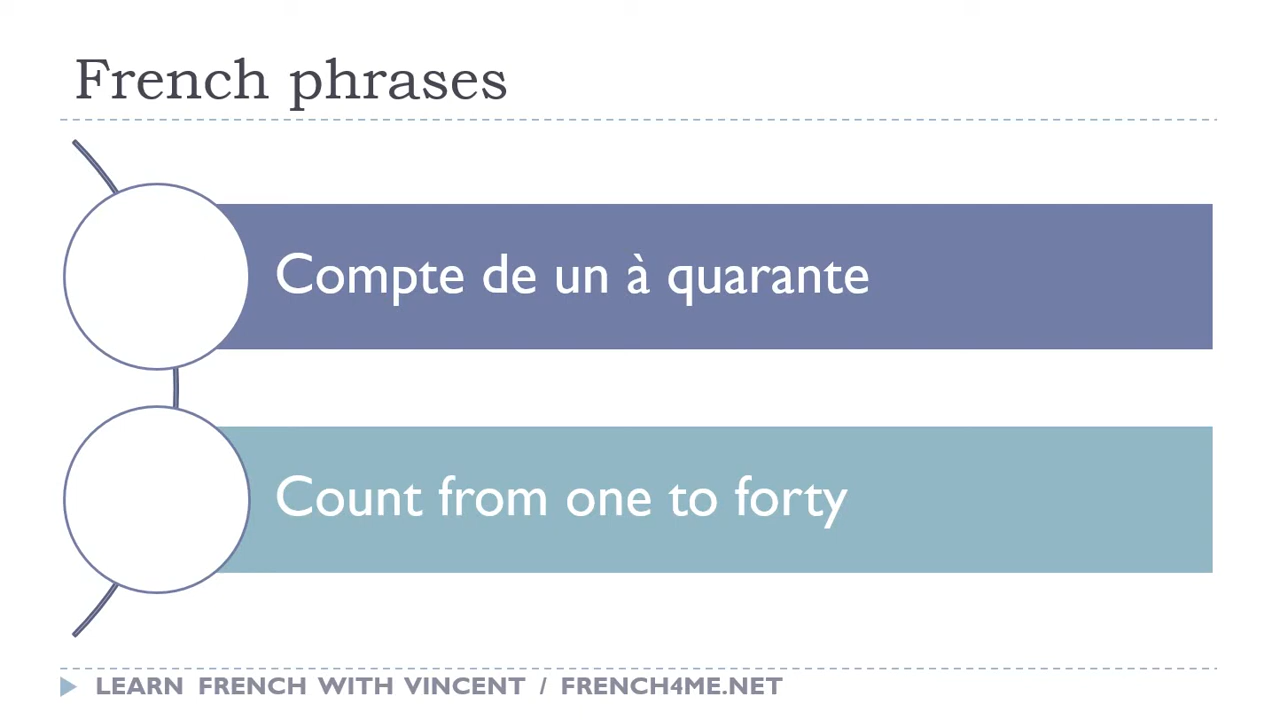 French phrases
Compte de un à quarante
Count from one to forty
LEARN FRENCH WITH VINCENT / FRENCH4ME.NET